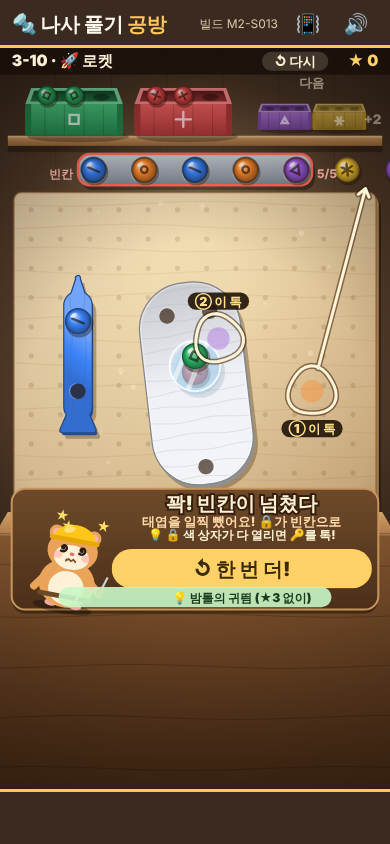 나사 풀기 공방
빌드 M2-S013
3-10 · 로켓
다시
★ 0
다음
+2
빈칸
5/5
② 이 톡
① 이 톡
꽉! 빈칸이 넘쳤다
태엽을 일찍 뺐어요! 🔒가 빈칸으로
💡 🔒 색 상자가 다 열리면 🔑를 톡!
한 번 더!
💡 밤톨의 귀띔 (★3 없이)